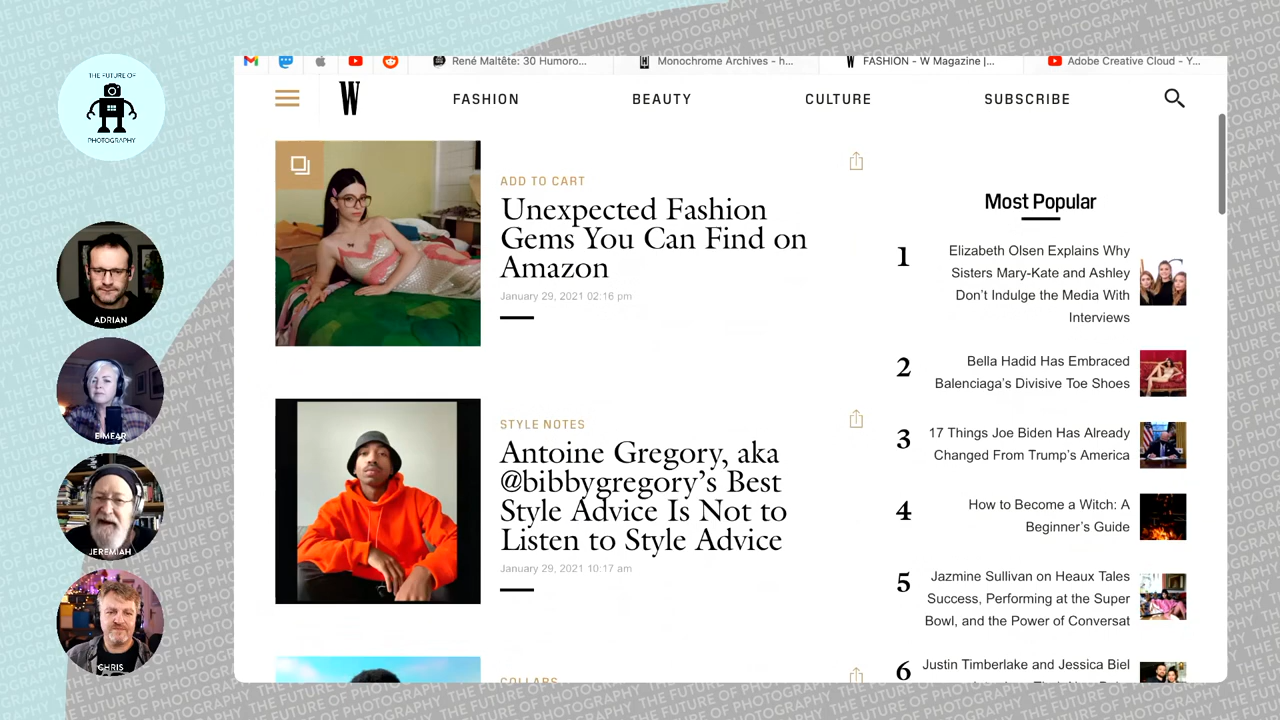 THE FUTURE OF
PHOTOGRAPHY
ADRIAN
EIMEAR
JEREMIAH
CHRIS
René Maltête: 30 Humoro...
Monochrome Archives - h...
FASHION - W Magazine |...
Adobe Creative Cloud - Y...
W
FASHION
BEAUTY
CULTURE
SUBSCRIBE
ADD TO CART
Unexpected Fashion
Gems You Can Find on
Amazon
January 29, 2021 02:16 pm
STYLE NOTES
Antoine Gregory, aka
@bibbygregory’s Best
Style Advice Is Not to
Listen to Style Advice
January 29, 2021 10:17 am
COLLABS
Most Popular
1
Elizabeth Olsen Explains Why
Sisters Mary-Kate and Ashley
Don’t Indulge the Media With
Interviews
2
Bella Hadid Has Embraced
Balenciaga’s Divisive Toe Shoes
3
17 Things Joe Biden Has Already
Changed From Trump’s America
4
How to Become a Witch: A
Beginner’s Guide
5
Jazmine Sullivan on Heaux Tales
Success, Performing at the Super
Bowl, and the Power of Conversat
6
Justin Timberlake and Jessica Biel
THE FUTURE OF PHOTOGRAPHY